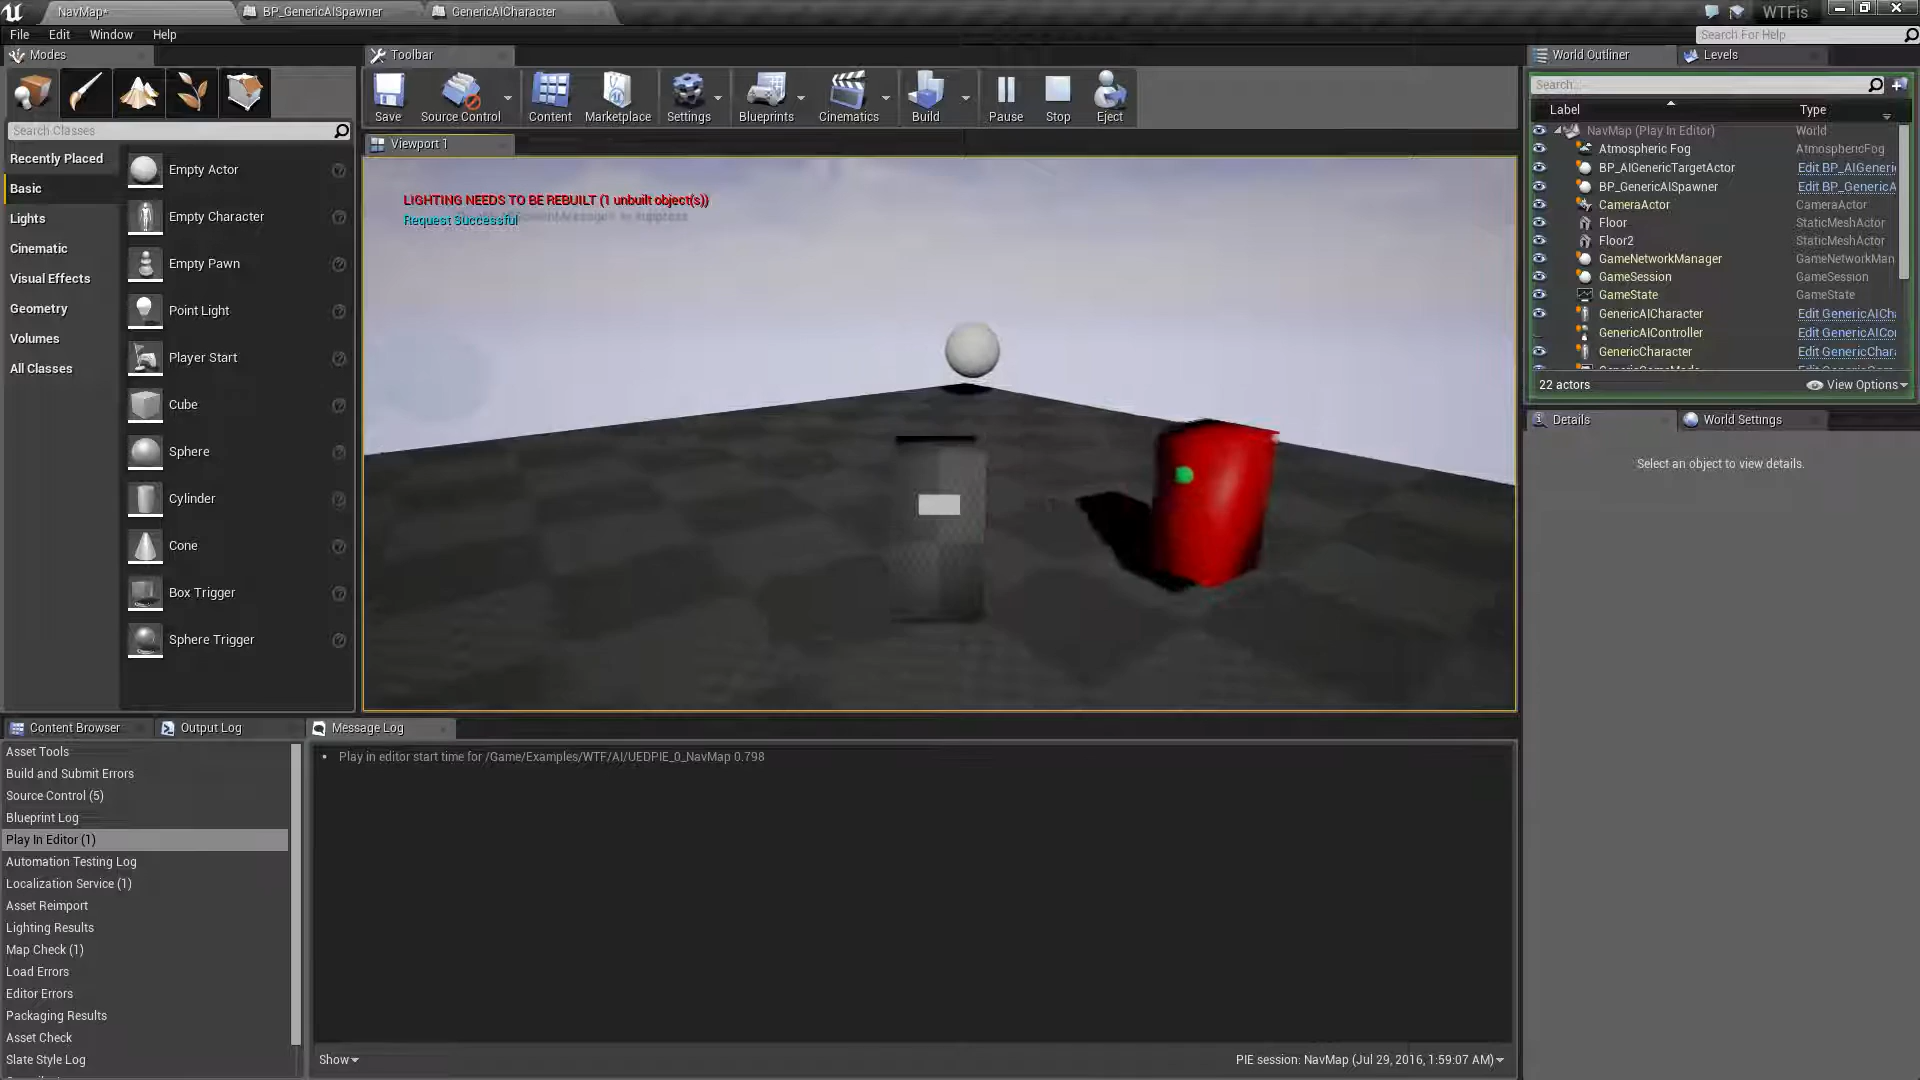 NavMap*
BP_GenericAISpawner
GenericAICharacter
WTFis
File Edit Window Help
Search For Help
Modes
Toolbar
World Outliner
Levels
Save
Source Control
Content
Marketplace
Settings
Blueprints
Cinematics
Build
Pause
Stop
Eject
Search Classes
Recently Placed
Basic
Lights
Cinematic
Visual Effects
Geometry
Volumes
All Classes
Empty Actor
Empty Character
Empty Pawn
Point Light
Player Start
Cube
Sphere
Cylinder
Cone
Box Trigger
Sphere Trigger
Viewport 1
LIGHTING NEEDS TO BE REBUILT (1 unbuilt object(s))
Request Successful
to suppress
Search...
Label Type
NavMap (Play In Editor) World
Atmospheric Fog AtmosphericFog
BP_AIGenericTargetActor Edit BP_AIGeneri
BP_GenericAISpawner Edit BP_GenericA
CameraActor CameraActor
Floor StaticMeshActor
Floor2 StaticMeshActor
GameNetworkManager GameNetworkMan
GameSession GameSession
GameState GameState
GenericAICharacter Edit GenericAICha
GenericAIController Edit GenericAICo
GenericCharacter Edit GenericChar
22 actors
View Options
Details
World Settings
Select an object to view details.
Content Browser
Output Log
Message Log
Asset Tools
Build and Submit Errors
Source Control (5)
Blueprint Log
Play In Editor (1)
Automation Testing Log
Localization Service (1)
Asset Reimport
Lighting Results
Map Check (1)
Load Errors
Editor Errors
Packaging Results
Asset Check
Slate Style Log
• Play in editor start time for /Game/Examples/WTF/AI/UEDPIE_0_NavMap 0.798
Show
PIE session: NavMap (Jul 29, 2016, 1:59:07 AM)